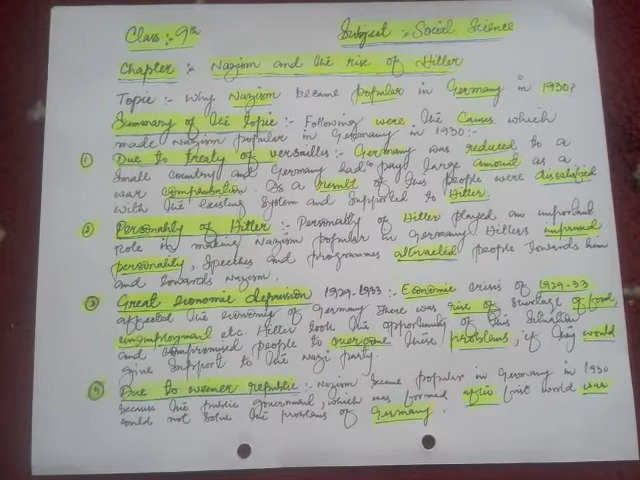 Class:- 9th Subject :- Social Science
Chapter :- Nazism and the rise of Hitler
Topic :- Why Nazism became popular in Germany in 1930?
Summary of the topic :- Following were the causes which
made Nazism popular in Germany in 1930:-
① Due to treaty of versailles :- Germany was reduced to a
small country and Germany had to pay large amount as a
war compansation. As a result of this people were dissatisfied
with the existing system and supported to Hitler.
② Personality of Hitler :- Personality of Hitler played an important
role in making Nazism popular in Germany Hitlers
personality, speeches and programmes attracted people towards him
and towards Nazism.
③ Great economic depression 1929-1933 :- Economic crisis of 1929-33
affected the economy of Germany There was rise of shortage of food,
unemployment etc. Hitler took the opportunity of this situation
and people to overcome these problems, if they would
give support to the Nazi party.
④ Due to weimer republic :- Nazism became popular in Germany in 1930
because the public government, which was formed after first world war
could not solve the problems of Germany.